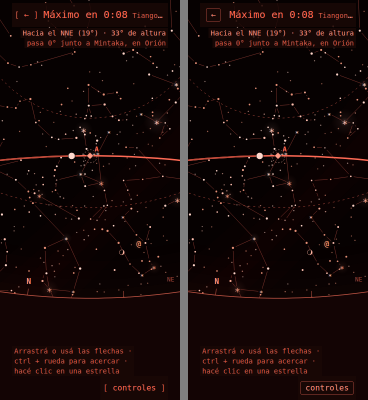 [ ← ] Máximo en 0:08 Tiangon…
Hacia el NNE (19°) · 33° de altura
pasa 0° junto a Mintaka, en Orión
A
@
N
NE
Arrastrá o usá las flechas ·
ctrl + rueda para acercar ·
hacé clic en una estrella
[ controles ]
← Máximo en 0:08 Tiangon…
Hacia el NNE (19°) · 33° de altura
pasa 0° junto a Mintaka, en Orión
A
@
N
NE
Arrastrá o usá las flechas ·
ctrl + rueda para acercar ·
hacé clic en una estrella
controles